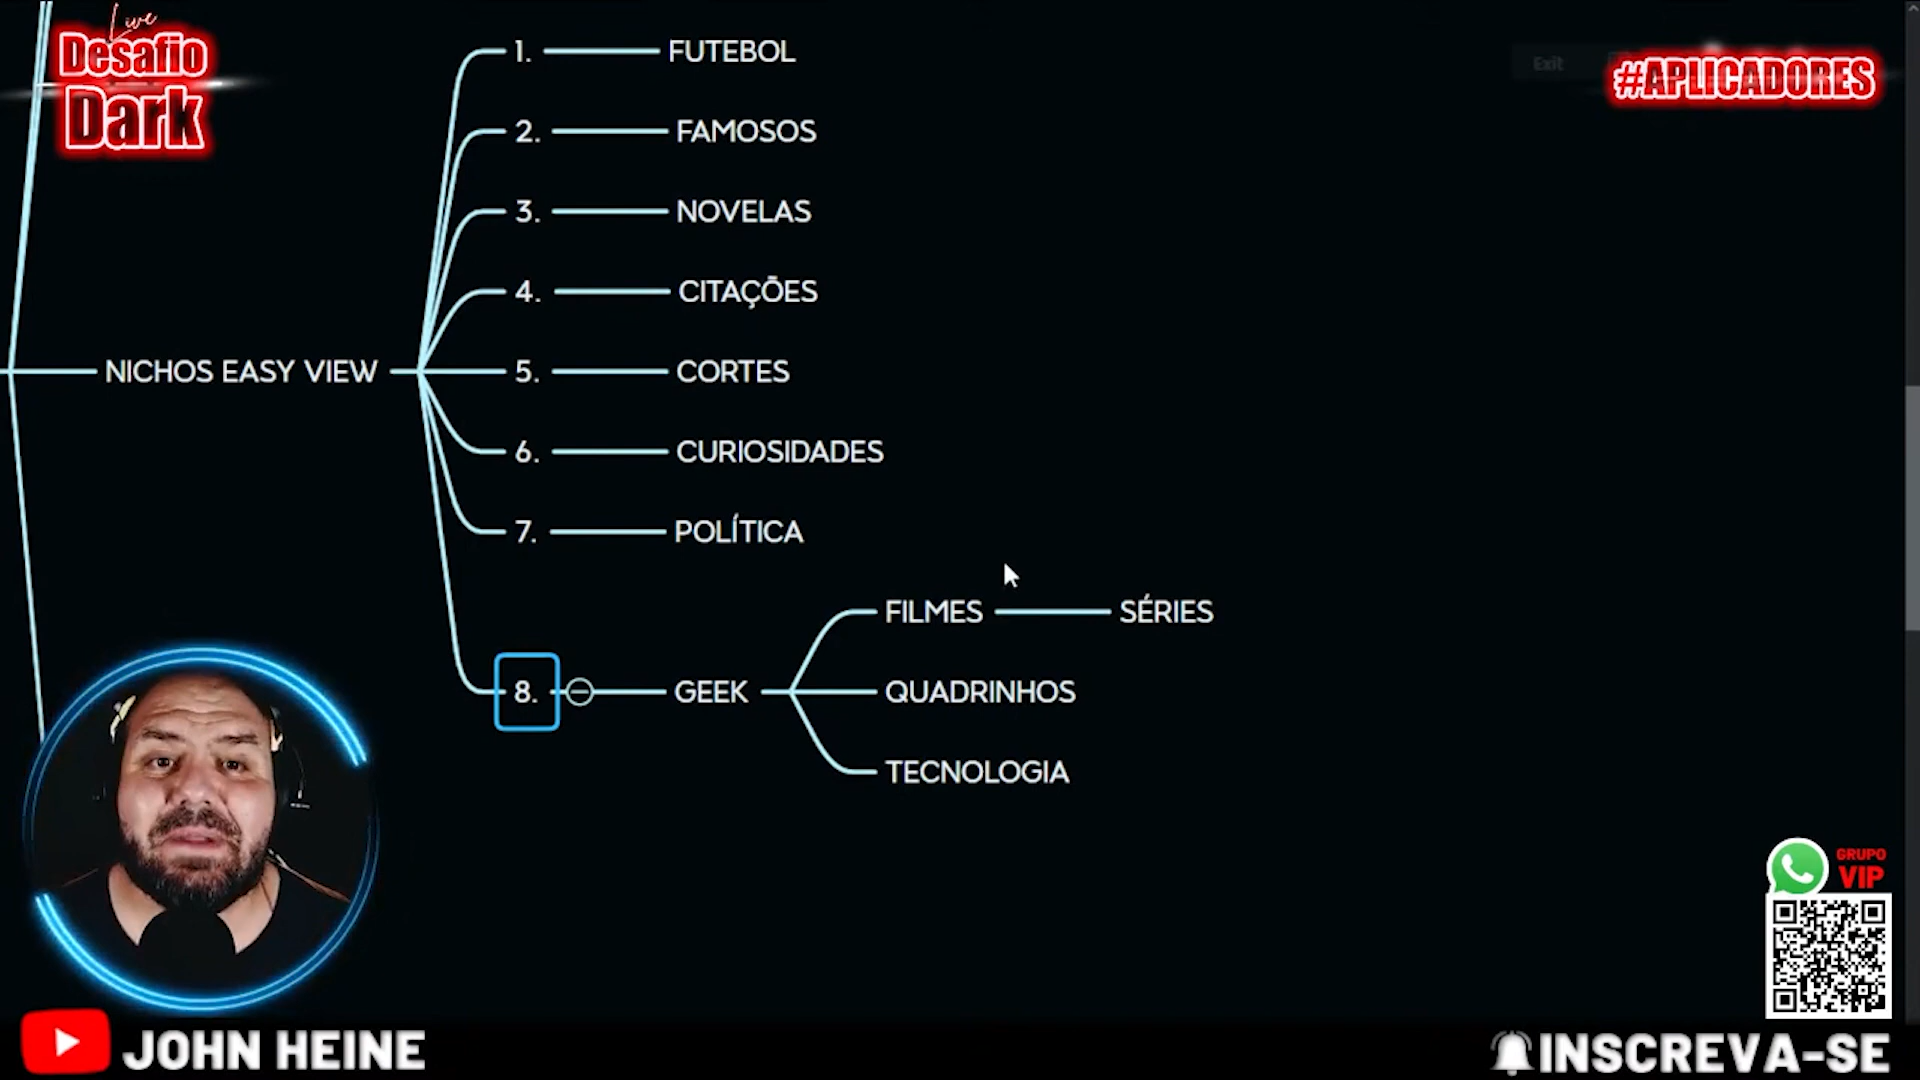 Live
Desafio
Dark
#APLICADORES
Exit
1. FUTEBOL
2. FAMOSOS
3. NOVELAS
4. CITAÇÕES
NICHOS EASY VIEW
5. CORTES
6. CURIOSIDADES
7. POLÍTICA
8. GEEK
FILMES SÉRIES
QUADRINHOS
TECNOLOGIA
GRUPO
VIP
JOHN HEINE
INSCREVA-SE